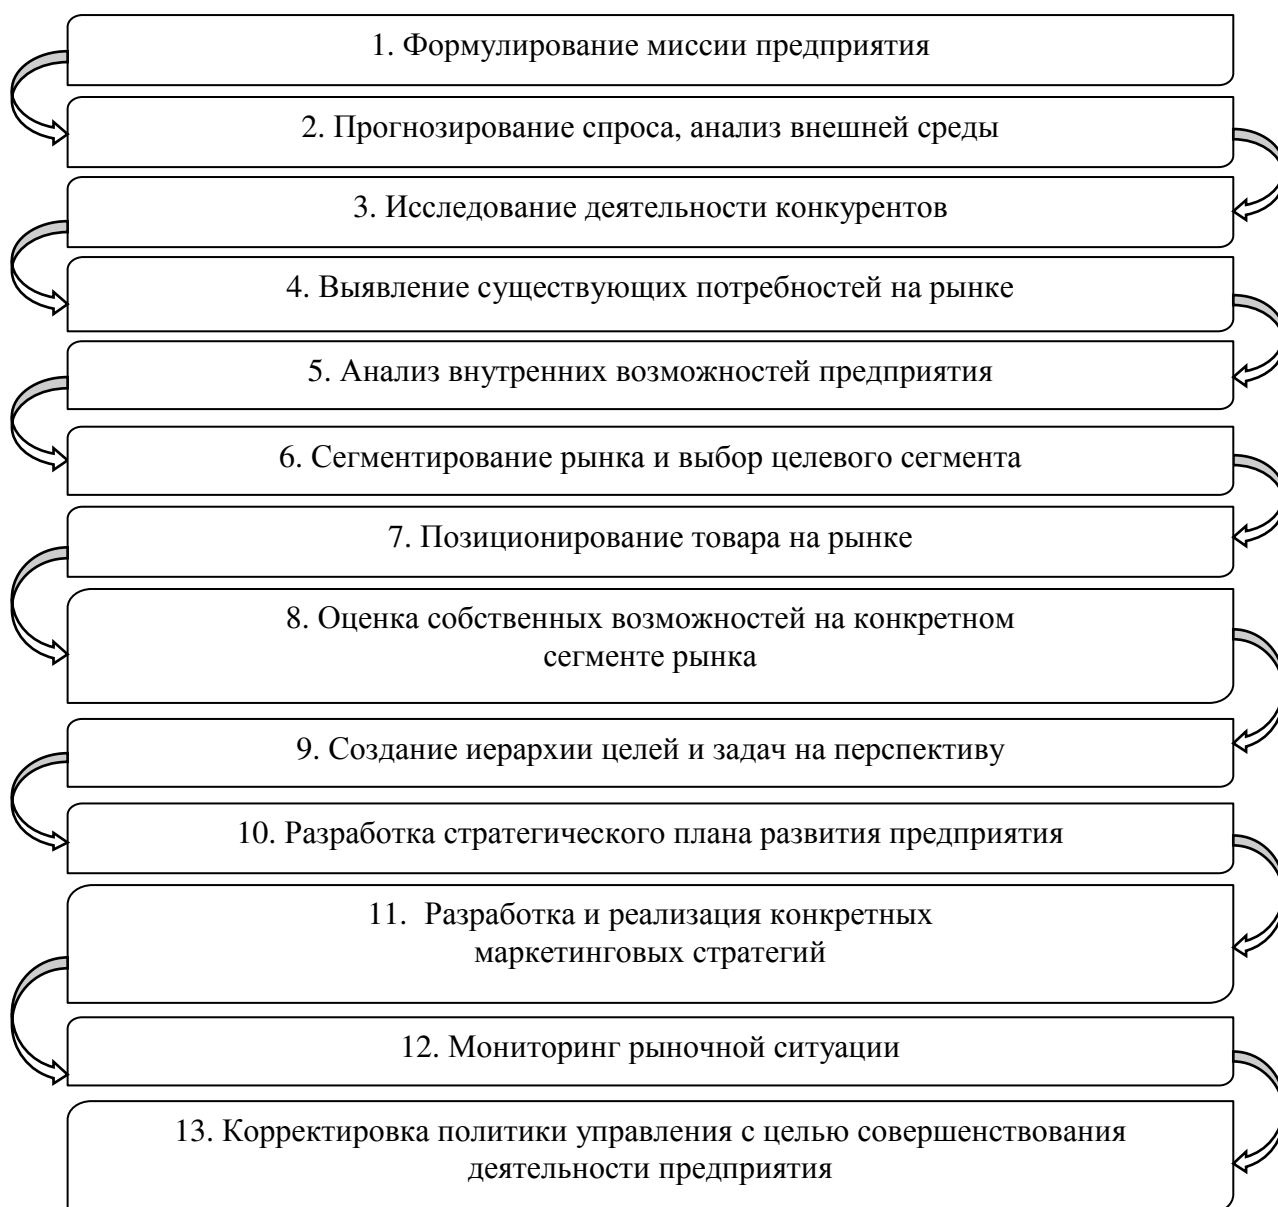 1. Формулирование миссии предприятия
2. Прогнозирование спроса, анализ внешней среды
3. Исследование деятельности конкурентов
4. Выявление существующих потребностей на рынке
5. Анализ внутренних возможностей предприятия
6. Сегментирование рынка и выбор целевого сегмента
7. Позиционирование товара на рынке
8. Оценка собственных возможностей на конкретном
сегменте рынка
9. Создание иерархии целей и задач на перспективу
10. Разработка стратегического плана развития предприятия
11. Разработка и реализация конкретных
маркетинговых стратегий
12. Мониторинг рыночной ситуации
13. Корректировка политики управления с целью совершенствования
деятельности предприятия